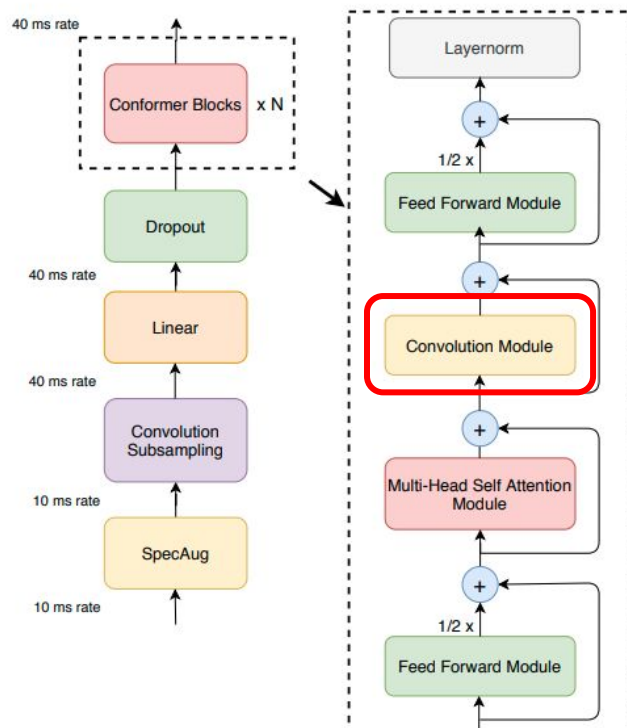 40 ms rate
Conformer Blocks
x N
Dropout
40 ms rate
Linear
40 ms rate
Convolution
Subsampling
10 ms rate
SpecAug
10 ms rate
Layernorm
+
1/2 x
Feed Forward Module
+
Convolution Module
+
Multi-Head Self Attention
Module
+
1/2 x
Feed Forward Module